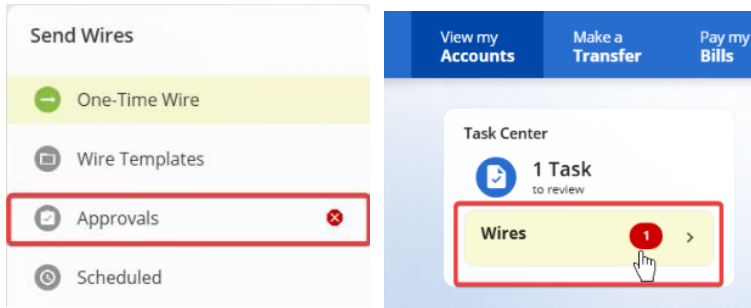 Send Wires
One-Time Wire
Wire Templates
Approvals
Scheduled
View my
Accounts
Make a
Transfer
Pay my
Bills
Task Center
1 Task
to review
Wires
1